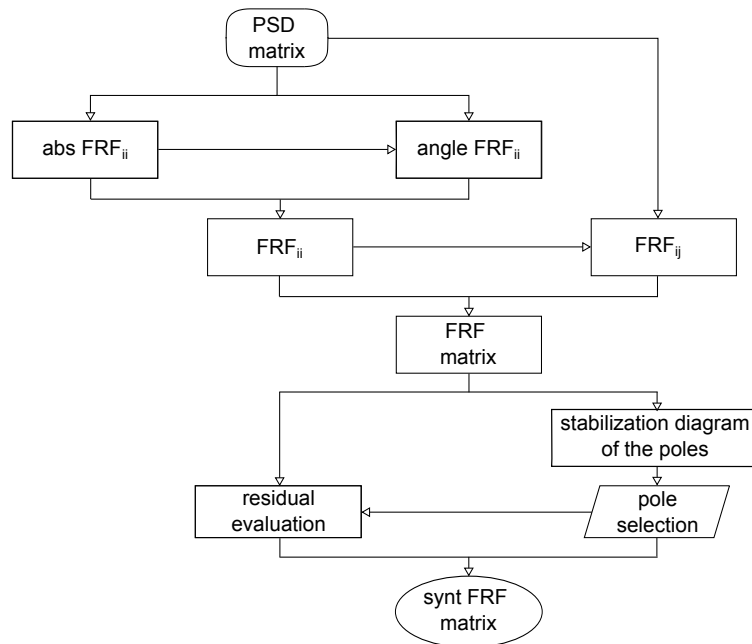 PSD
matrix
abs FRFii
angle FRFii
FRFii
FRFij
FRF
matrix
stabilization diagram
of the poles
residual
evaluation
pole
selection
synt FRF
matrix